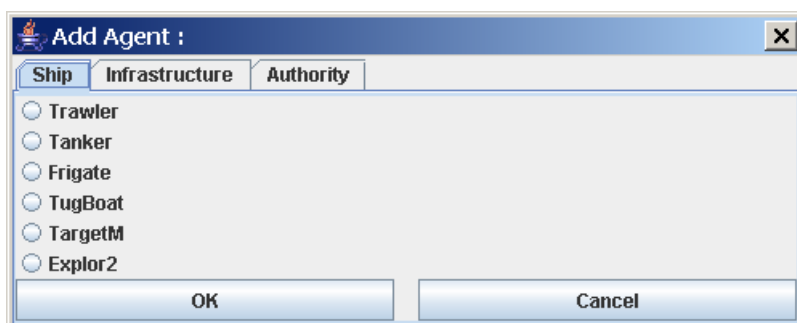 Add Agent :
Ship Infrastructure Authority
Trawler
Tanker
Frigate
TugBoat
TargetM
Explor2
OK Cancel